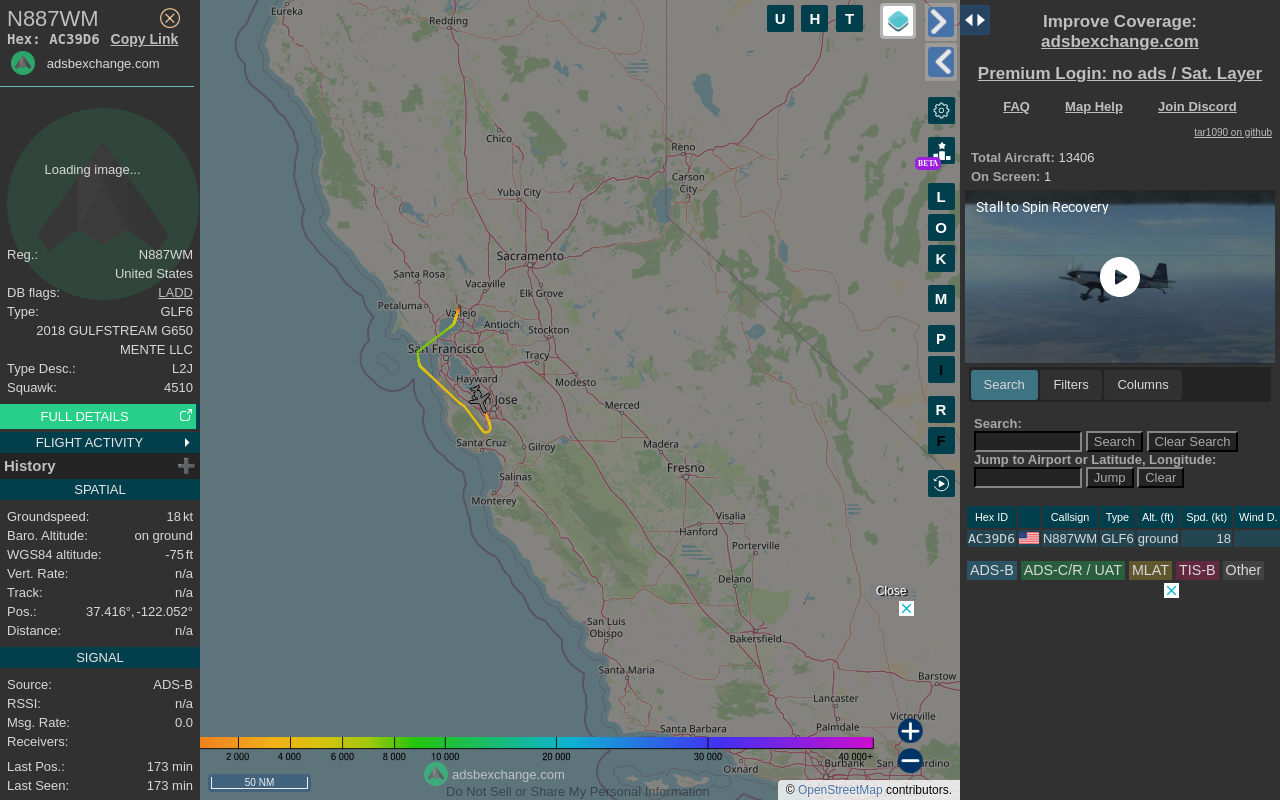 N887WM
Hex: AC39D6 Copy Link
adsbexchange.com
Loading image...
Reg.: N887WM
United States
DB flags: LADD
Type: GLF6
2018 GULFSTREAM G650
MENTE LLC
Type Desc.: L2J
Squawk: 4510
FULL DETAILS
FLIGHT ACTIVITY
History
SPATIAL
Groundspeed: 18 kt
Baro. Altitude: on ground
WGS84 altitude: -75 ft
Vert. Rate: n/a
Track: n/a
Pos.: 37.416°, -122.052°
Distance: n/a
SIGNAL
Source: ADS-B
RSSI: n/a
Msg. Rate: 0.0
Receivers:
Last Pos.: 173 min
Last Seen: 173 min
Eureka
Redding
Chico
Reno
Carson
City
Yuba City
Sacramento
Santa Rosa
Vacaville
Elk Grove
Petaluma
Vallejo
Antioch
Stockton
San Francisco
Tracy
Hayward
Modesto
Jose
Merced
Santa Cruz
Gilroy
Madera
Salinas
Fresno
Monterey
Visalia
Hanford
Porterville
Delano
San Luis
Obispo
Bakersfield
Santa Maria
Barstow
Lancaster
Victorville
Palmdale
Santa Barbara
Oxnard
Burbank
2 000 4 000 6 000 8 000 10 000 20 000 30 000 40 000+
50 NM
adsbexchange.com
Do Not Sell or Share My Personal Information
© OpenStreetMap contributors.
U H T
BETA
L
O
K
M
P
I
R
F
Close
Improve Coverage:
adsbexchange.com
Premium Login: no ads / Sat. Layer
FAQ Map Help Join Discord
tar1090 on github
Total Aircraft: 13406
On Screen: 1
Stall to Spin Recovery
Search Filters Columns
Search:
Search Clear Search
Jump to Airport or Latitude, Longitude:
Jump Clear
Hex ID Callsign Type Alt. (ft) Spd. (kt) Wind D.
AC39D6 N887WM GLF6 ground 18
ADS-B ADS-C/R / UAT MLAT TIS-B Other